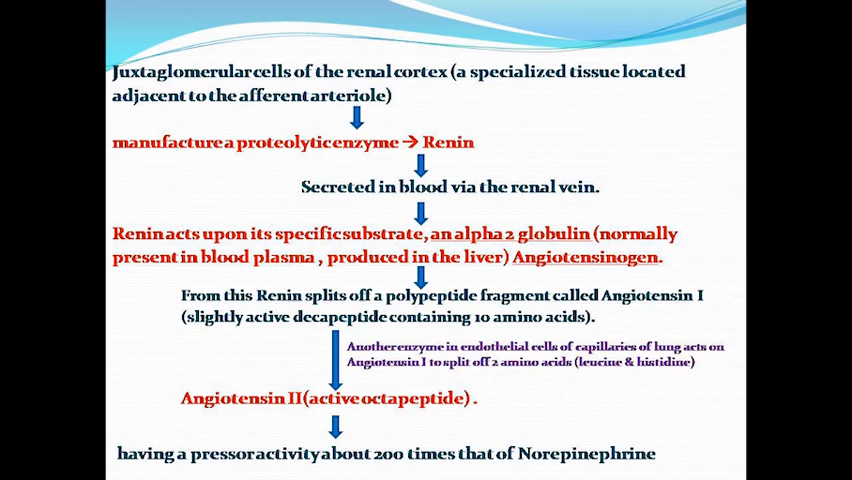 Juxtaglomerular cells of the renal cortex (a specialized tissue located
adjacent to the afferent arteriole)
manufacture a proteolytic enzyme → Renin
Secreted in blood via the renal vein.
Renin acts upon its specific substrate, an alpha 2 globulin (normally
present in blood plasma , produced in the liver) Angiotensinogen.
From this Renin splits off a polypeptide fragment called Angiotensin I
(slightly active decapeptide containing 10 amino acids).
Another enzyme in endothelial cells of capillaries of lung acts on
Angiotensin I to split off 2 amino acids (leucine & histidine)
Angiotensin II (active octapeptide) .
having a pressor activity about 200 times that of Norepinephrine